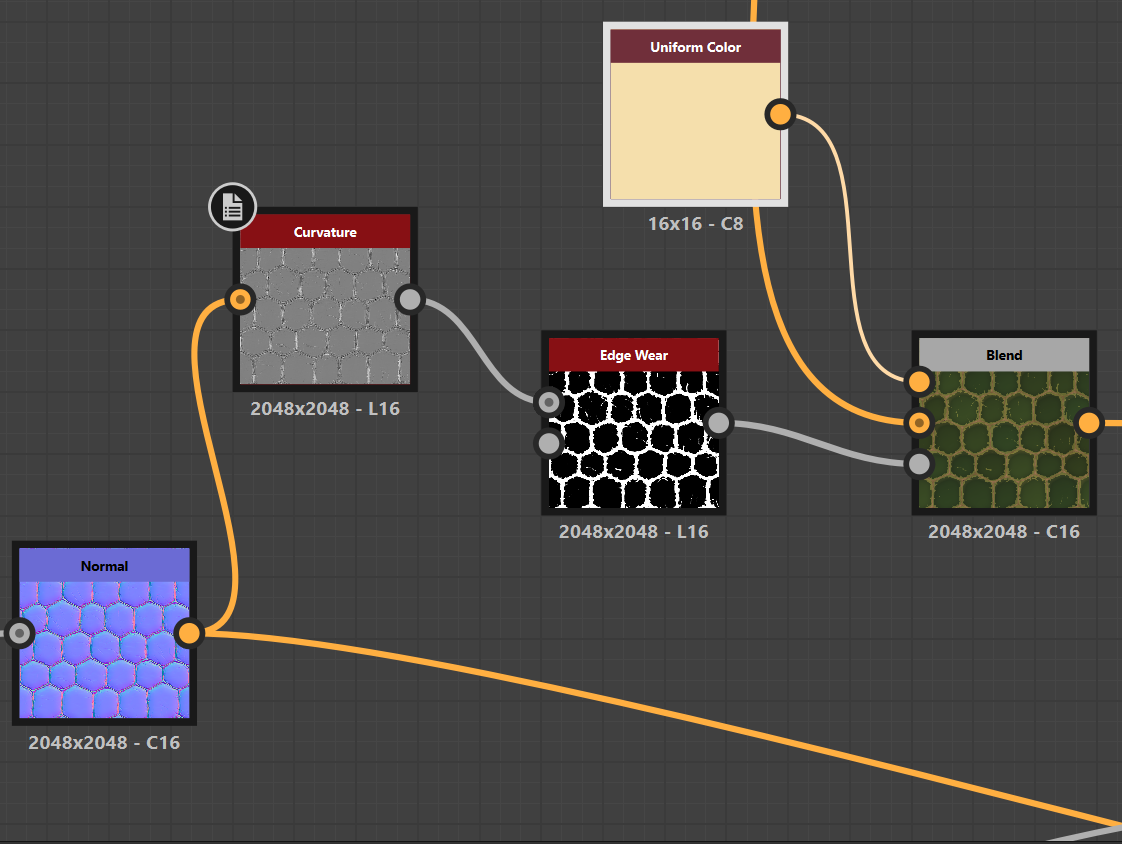 Uniform Color
16x16 - C8
Curvature
2048x2048 - L16
Edge Wear
2048x2048 - L16
Blend
2048x2048 - C16
Normal
2048x2048 - C16